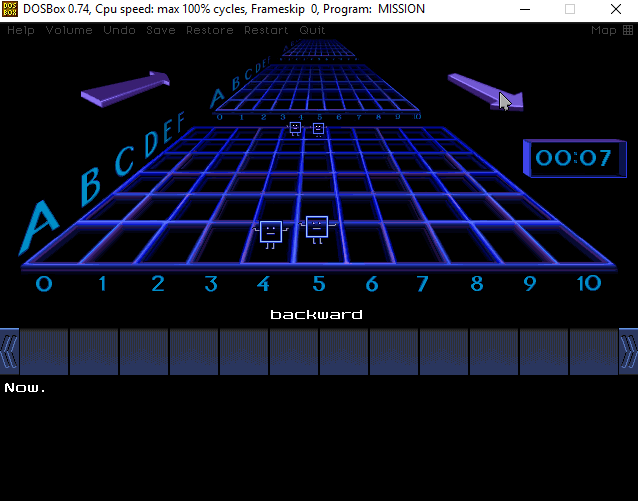 DOSBox 0.74, Cpu speed: max 100% cycles, Frameskip 0, Program: MISSION
Help Volume Undo Save Restore Restart Quit Map
A B C D E F
0 1 2 3 4 5 6 7 8 9 10
A B C D E F
00:07
0 1 2 3 4 5 6 7 8 9 10
backward
Now.